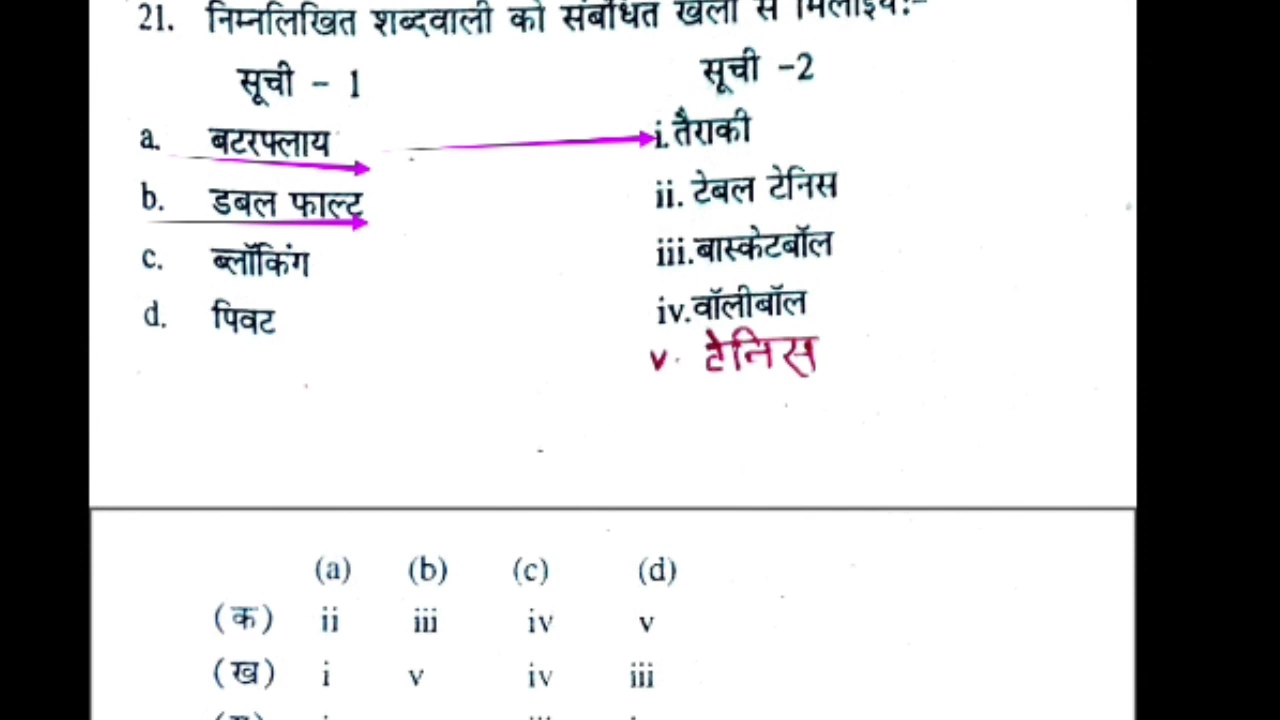 21. निम्नलिखित शब्दवाली को संबंधित खेलों से मिलाइये:-
सूची - 1
सूची -2
a. बटरफ्लाय
i. तैराकी
b. डबल फाल्ट
ii. टेबल टेनिस
c. ब्लॉकिंग
iii. बास्केटबॉल
d. पिवट
iv. वॉलीबॉल
v. टेनिस
(a) (b) (c) (d)
(क) ii iii iv v
(ख) i v iv iii